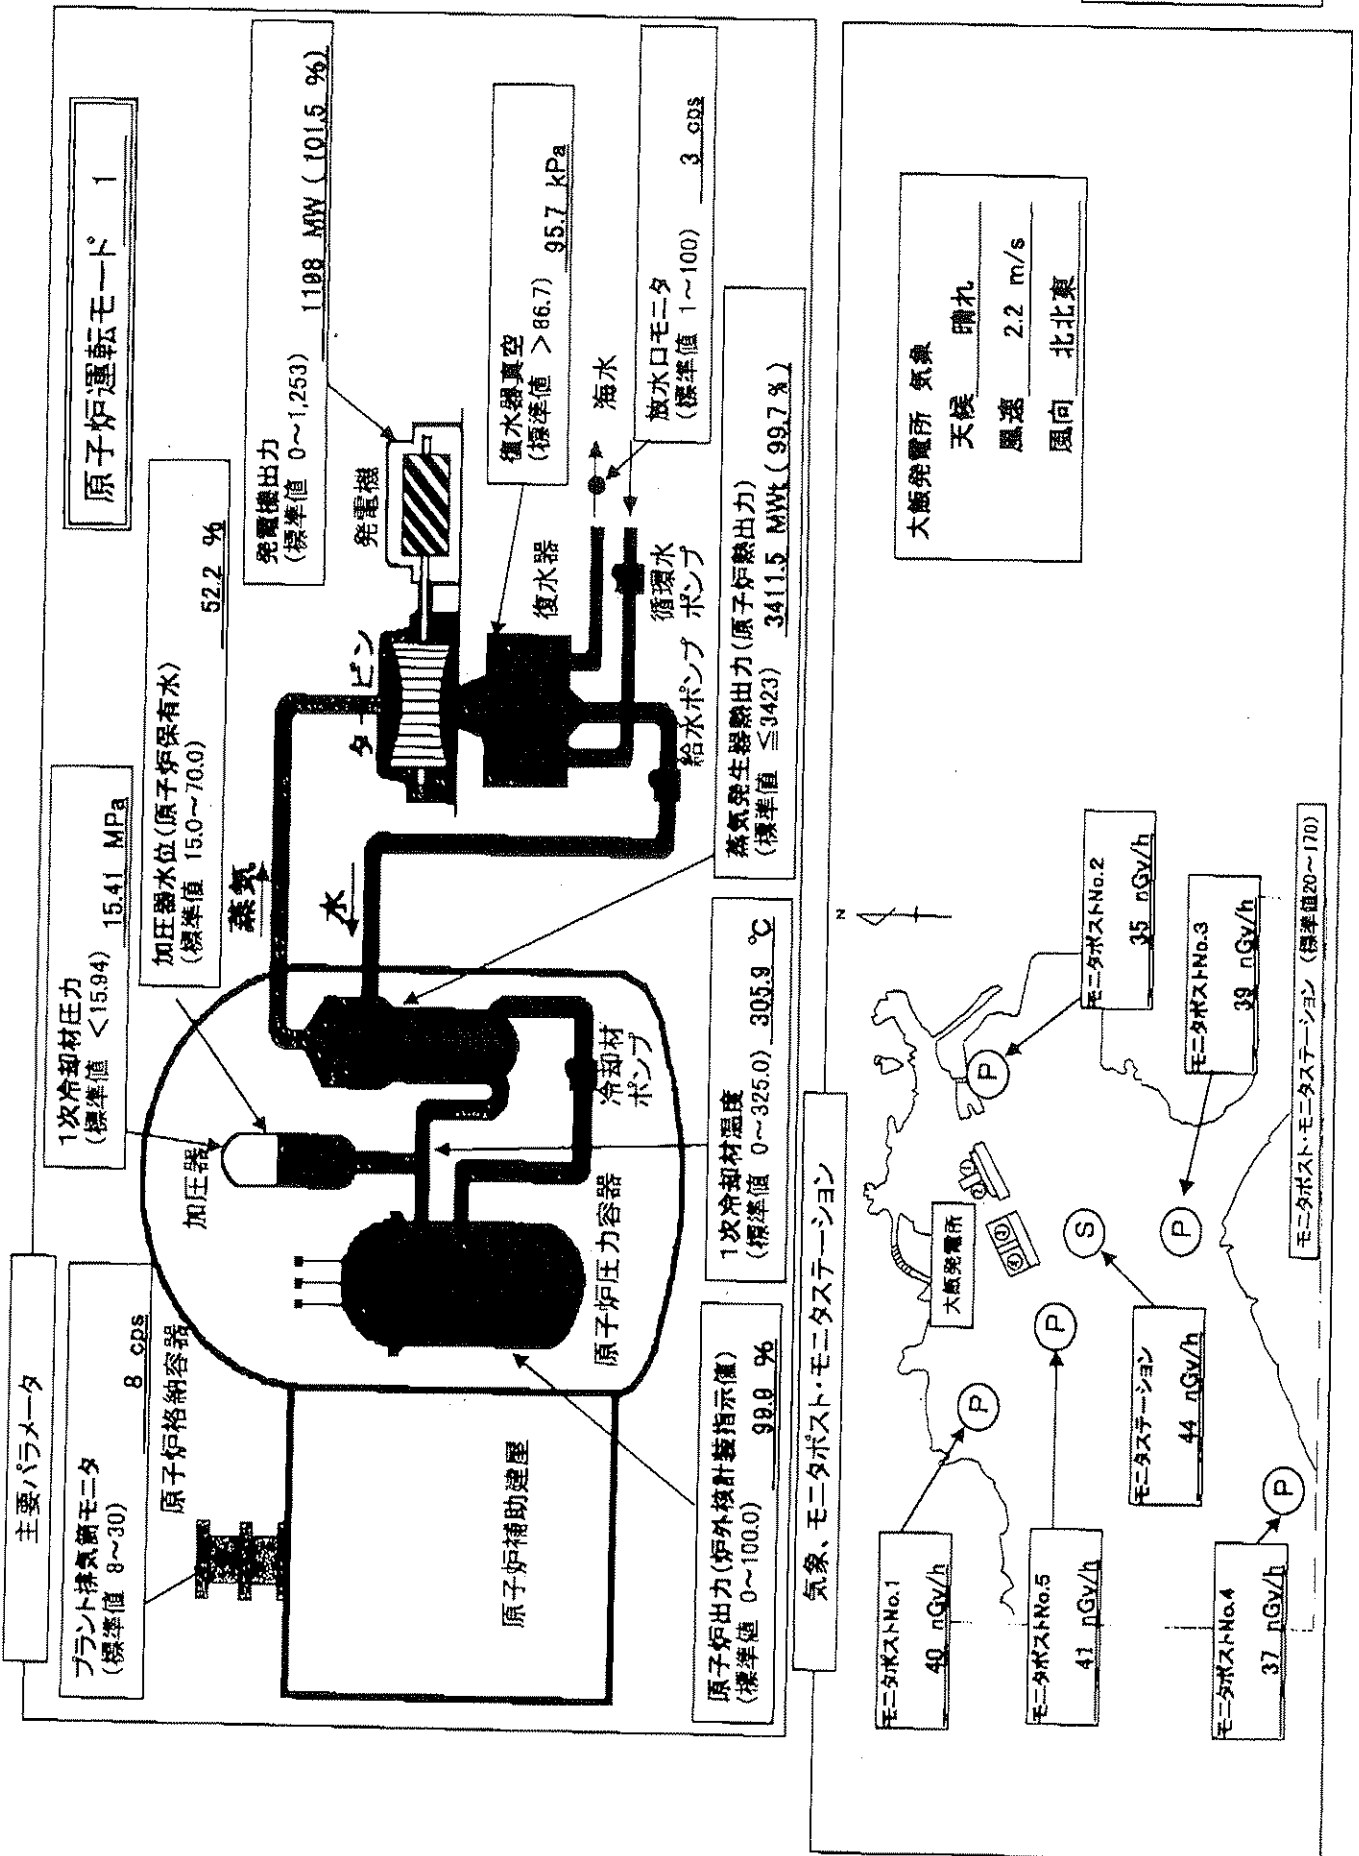 主要パラメータ
原子炉運転モード 1
プラント排気筒モニタ
(標準値 8~30)
8 cps
1次冷却材圧力
(標準値 <15.94)
15.41 MPa
加圧器水位(原子炉保有水)
(標準値 15.0~70.0)
52.2 %
発電機出力
(標準値 0~1,253)
1198 MW (101.5 %)
原子炉格納容器
加圧器
蒸気
水
タービン
発電機
復水器真空
(標準値 >86.7)
95.7 kPa
復水器
海水
放水口モニタ
(標準値 1~100)
3 cps
循環水
ポンプ
給水ポンプ
冷却材
ポンプ
原子炉圧力容器
原子炉補助建屋
原子炉出力(炉外核計装指示値)
(標準値 0~100.0)
99.9 %
1次冷却材温度
(標準値 0~325.0)
305.9 ℃
蒸気発生器熱出力(原子炉熱出力)
(標準値 ≦3423)
3411.5 MWt (99.7 %)
気象、モニタポスト・モニタステーション
N
大飯発電所 気象
天候 晴れ
風速 2.2 m/s
風向 北北東
大飯発電所
①
②
③
④
P
P
P
P
P
S
モニタポストNo.1
40 nGy/h
モニタポストNo.5
41 nGy/h
モニタポストNo.4
37 nGy/h
モニタステーション
44 nGy/h
モニタポストNo.2
35 nGy/h
モニタポストNo.3
39 nGy/h
モニタポスト・モニタステーション (標準値20~170)